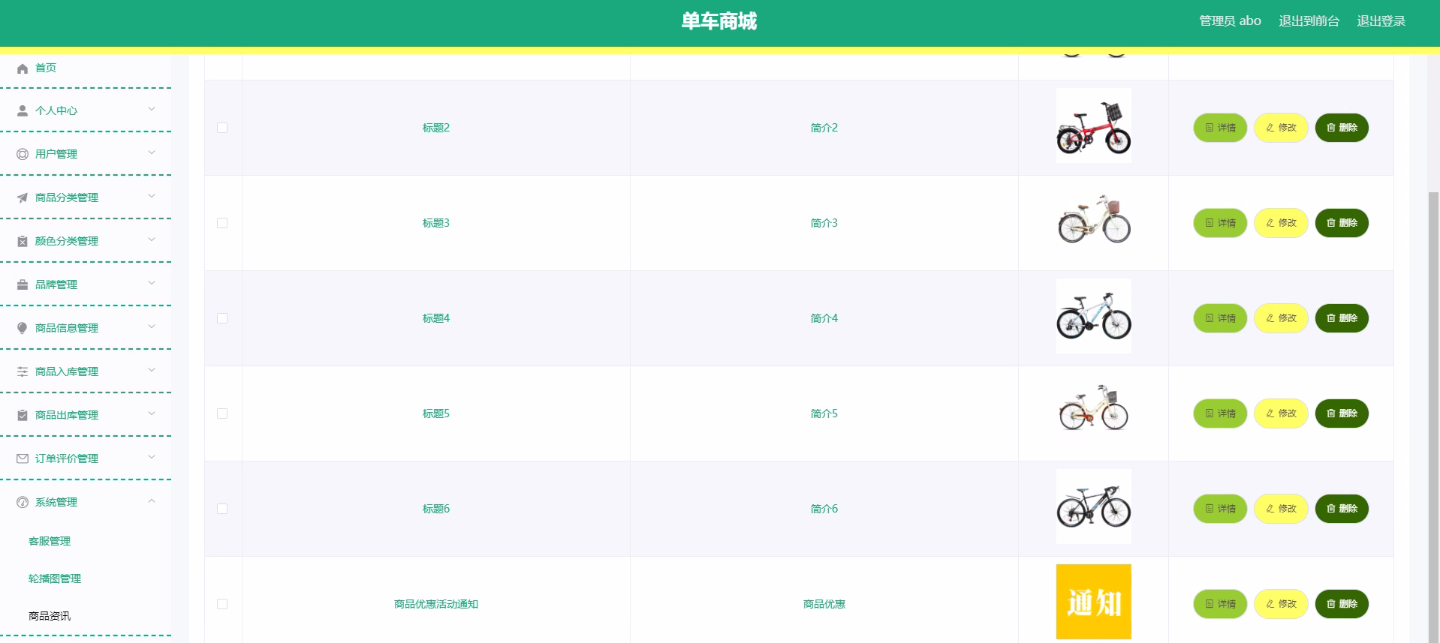 单车商城
管理员 abo 退出到前台 退出登录
首页
个人中心
用户管理
商品分类管理
颜色分类管理
品牌管理
商品信息管理
商品入库管理
商品出库管理
订单评价管理
系统管理
客服管理
轮播图管理
商品资讯
标题2 简介2 详情 修改 删除
标题3 简介3 详情 修改 删除
标题4 简介4 详情 修改 删除
标题5 简介5 详情 修改 删除
标题6 简介6 详情 修改 删除
商品优惠活动通知 商品优惠 通知 详情 修改 删除